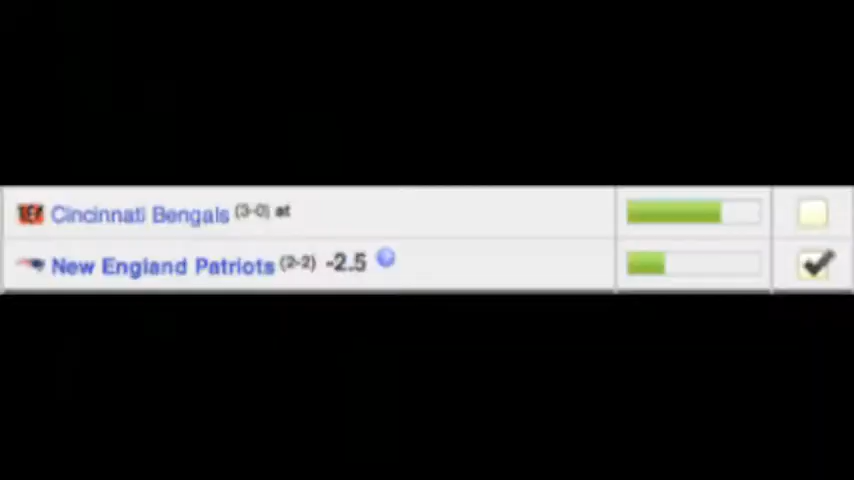 Cincinnati Bengals (3-0) at
New England Patriots (2-2) -2.5